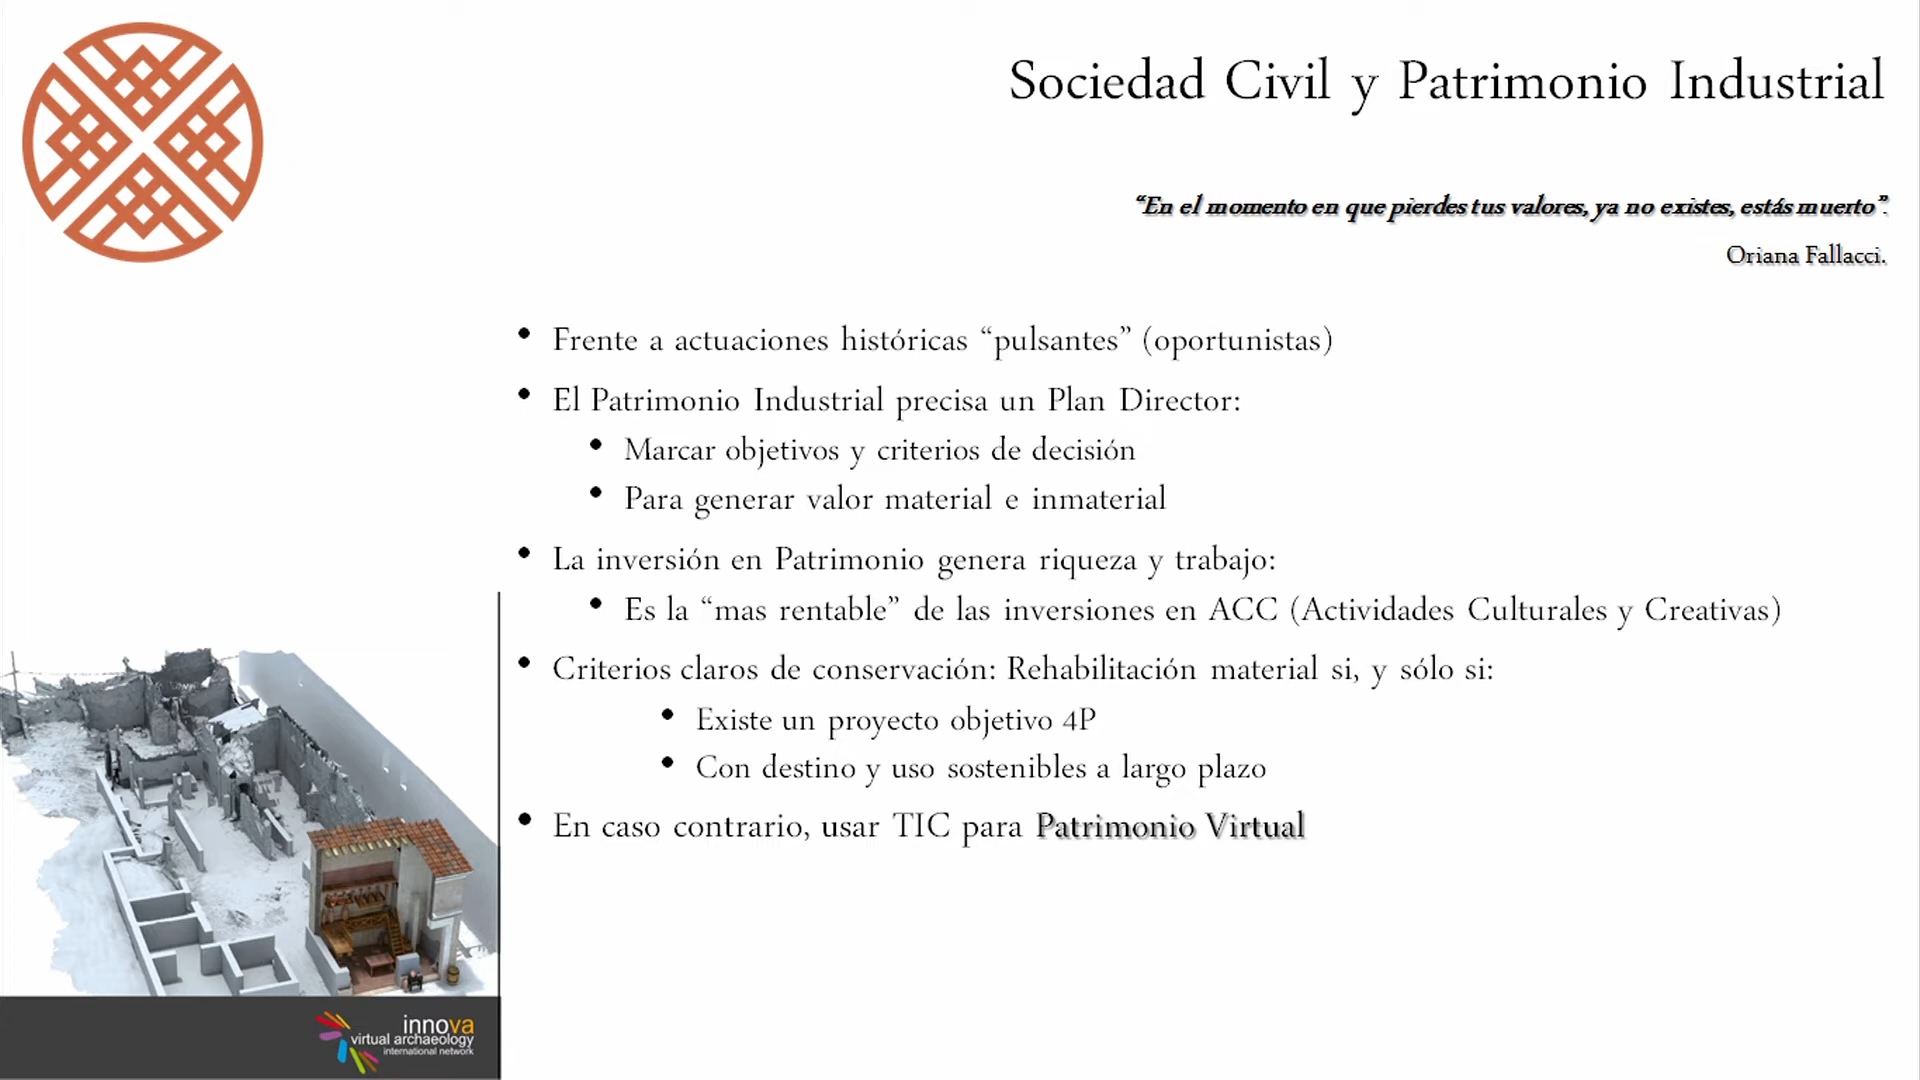 Sociedad Civil y Patrimonio Industrial
“En el momento en que pierdes tus valores, ya no existes, estás muerto”.
Oriana Fallacci.
• Frente a actuaciones históricas “pulsantes” (oportunistas)
• El Patrimonio Industrial precisa un Plan Director:
• Marcar objetivos y criterios de decisión
• Para generar valor material e inmaterial
• La inversión en Patrimonio genera riqueza y trabajo:
• Es la “mas rentable” de las inversiones en ACC (Actividades Culturales y Creativas)
• Criterios claros de conservación: Rehabilitación material si, y sólo si:
• Existe un proyecto objetivo 4P
• Con destino y uso sostenibles a largo plazo
• En caso contrario, usar TIC para Patrimonio Virtual
innova
virtual archaeology
international network